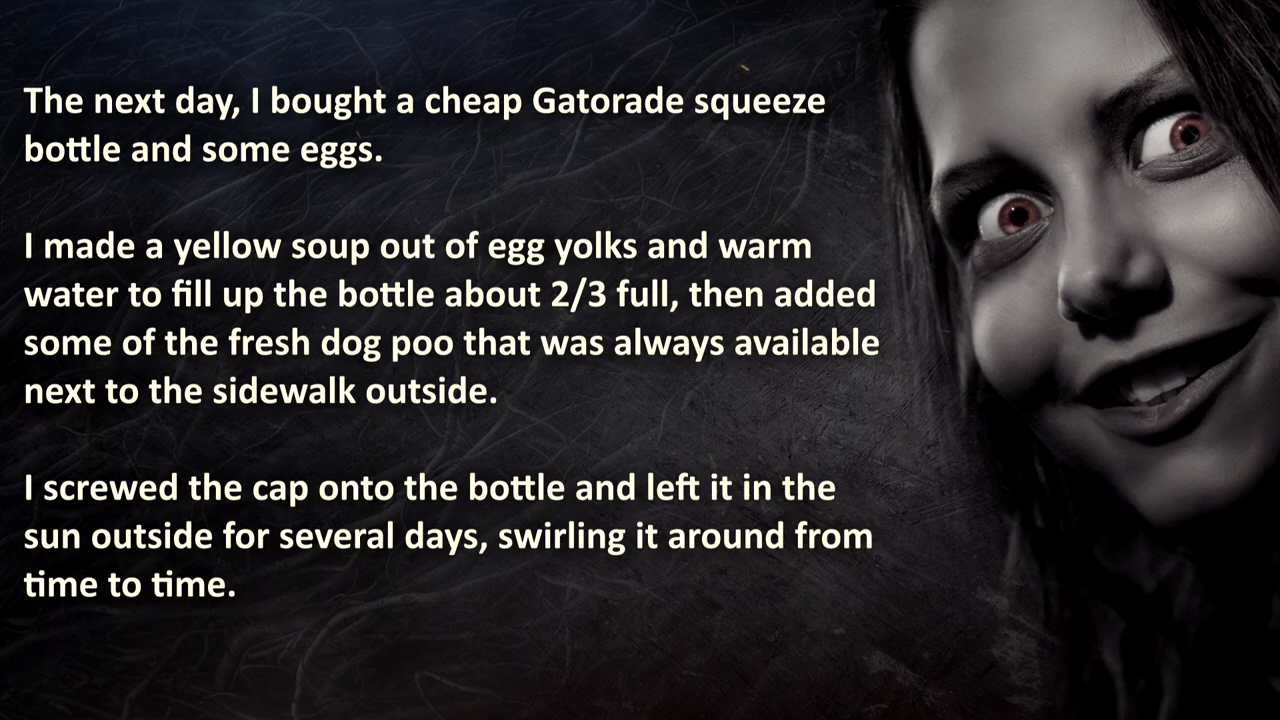 The next day, I bought a cheap Gatorade squeeze
bottle and some eggs.
I made a yellow soup out of egg yolks and warm
water to fill up the bottle about 2/3 full, then added
some of the fresh dog poo that was always available
next to the sidewalk outside.
I screwed the cap onto the bottle and left it in the
sun outside for several days, swirling it around from
time to time.